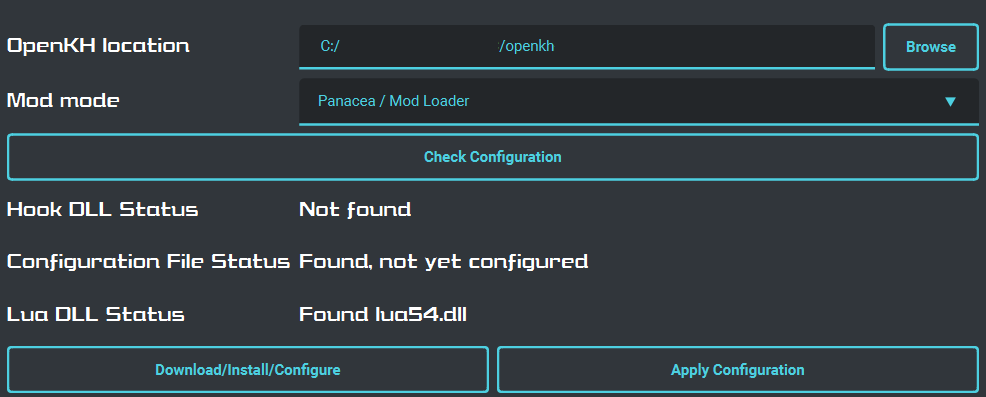 OpenKH location C:/ /openkh Browse
Mod mode Panacea / Mod Loader
Check Configuration
Hook DLL Status Not found
Configuration File Status Found, not yet configured
Lua DLL Status Found lua54.dll
Download/Install/Configure Apply Configuration